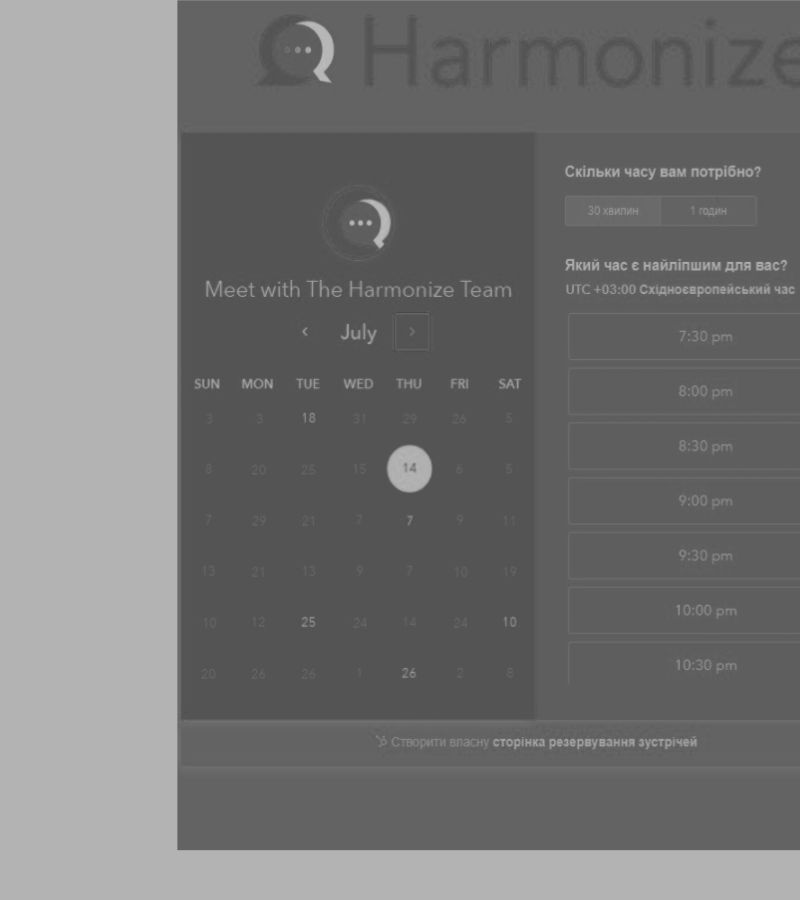 Harmonize
Meet with The Harmonize Team
July
SUN MON TUE WED THU FRI SAT
3 3 18 31 29 26 5
8 20 25 15 14 6 5
7 29 21 7 7 9 11
13 21 13 9 7 10 19
10 12 25 24 14 24 10
20 26 26 1 26 2 8
Скільки часу вам потрібно?
30 хвилин 1 годин
Який час є найліпшим для вас?
UTC +03:00 Східноєвропейський час
7:30 pm
8:00 pm
8:30 pm
9:00 pm
9:30 pm
10:00 pm
10:30 pm
Створити власну сторінка резервування зустрічей